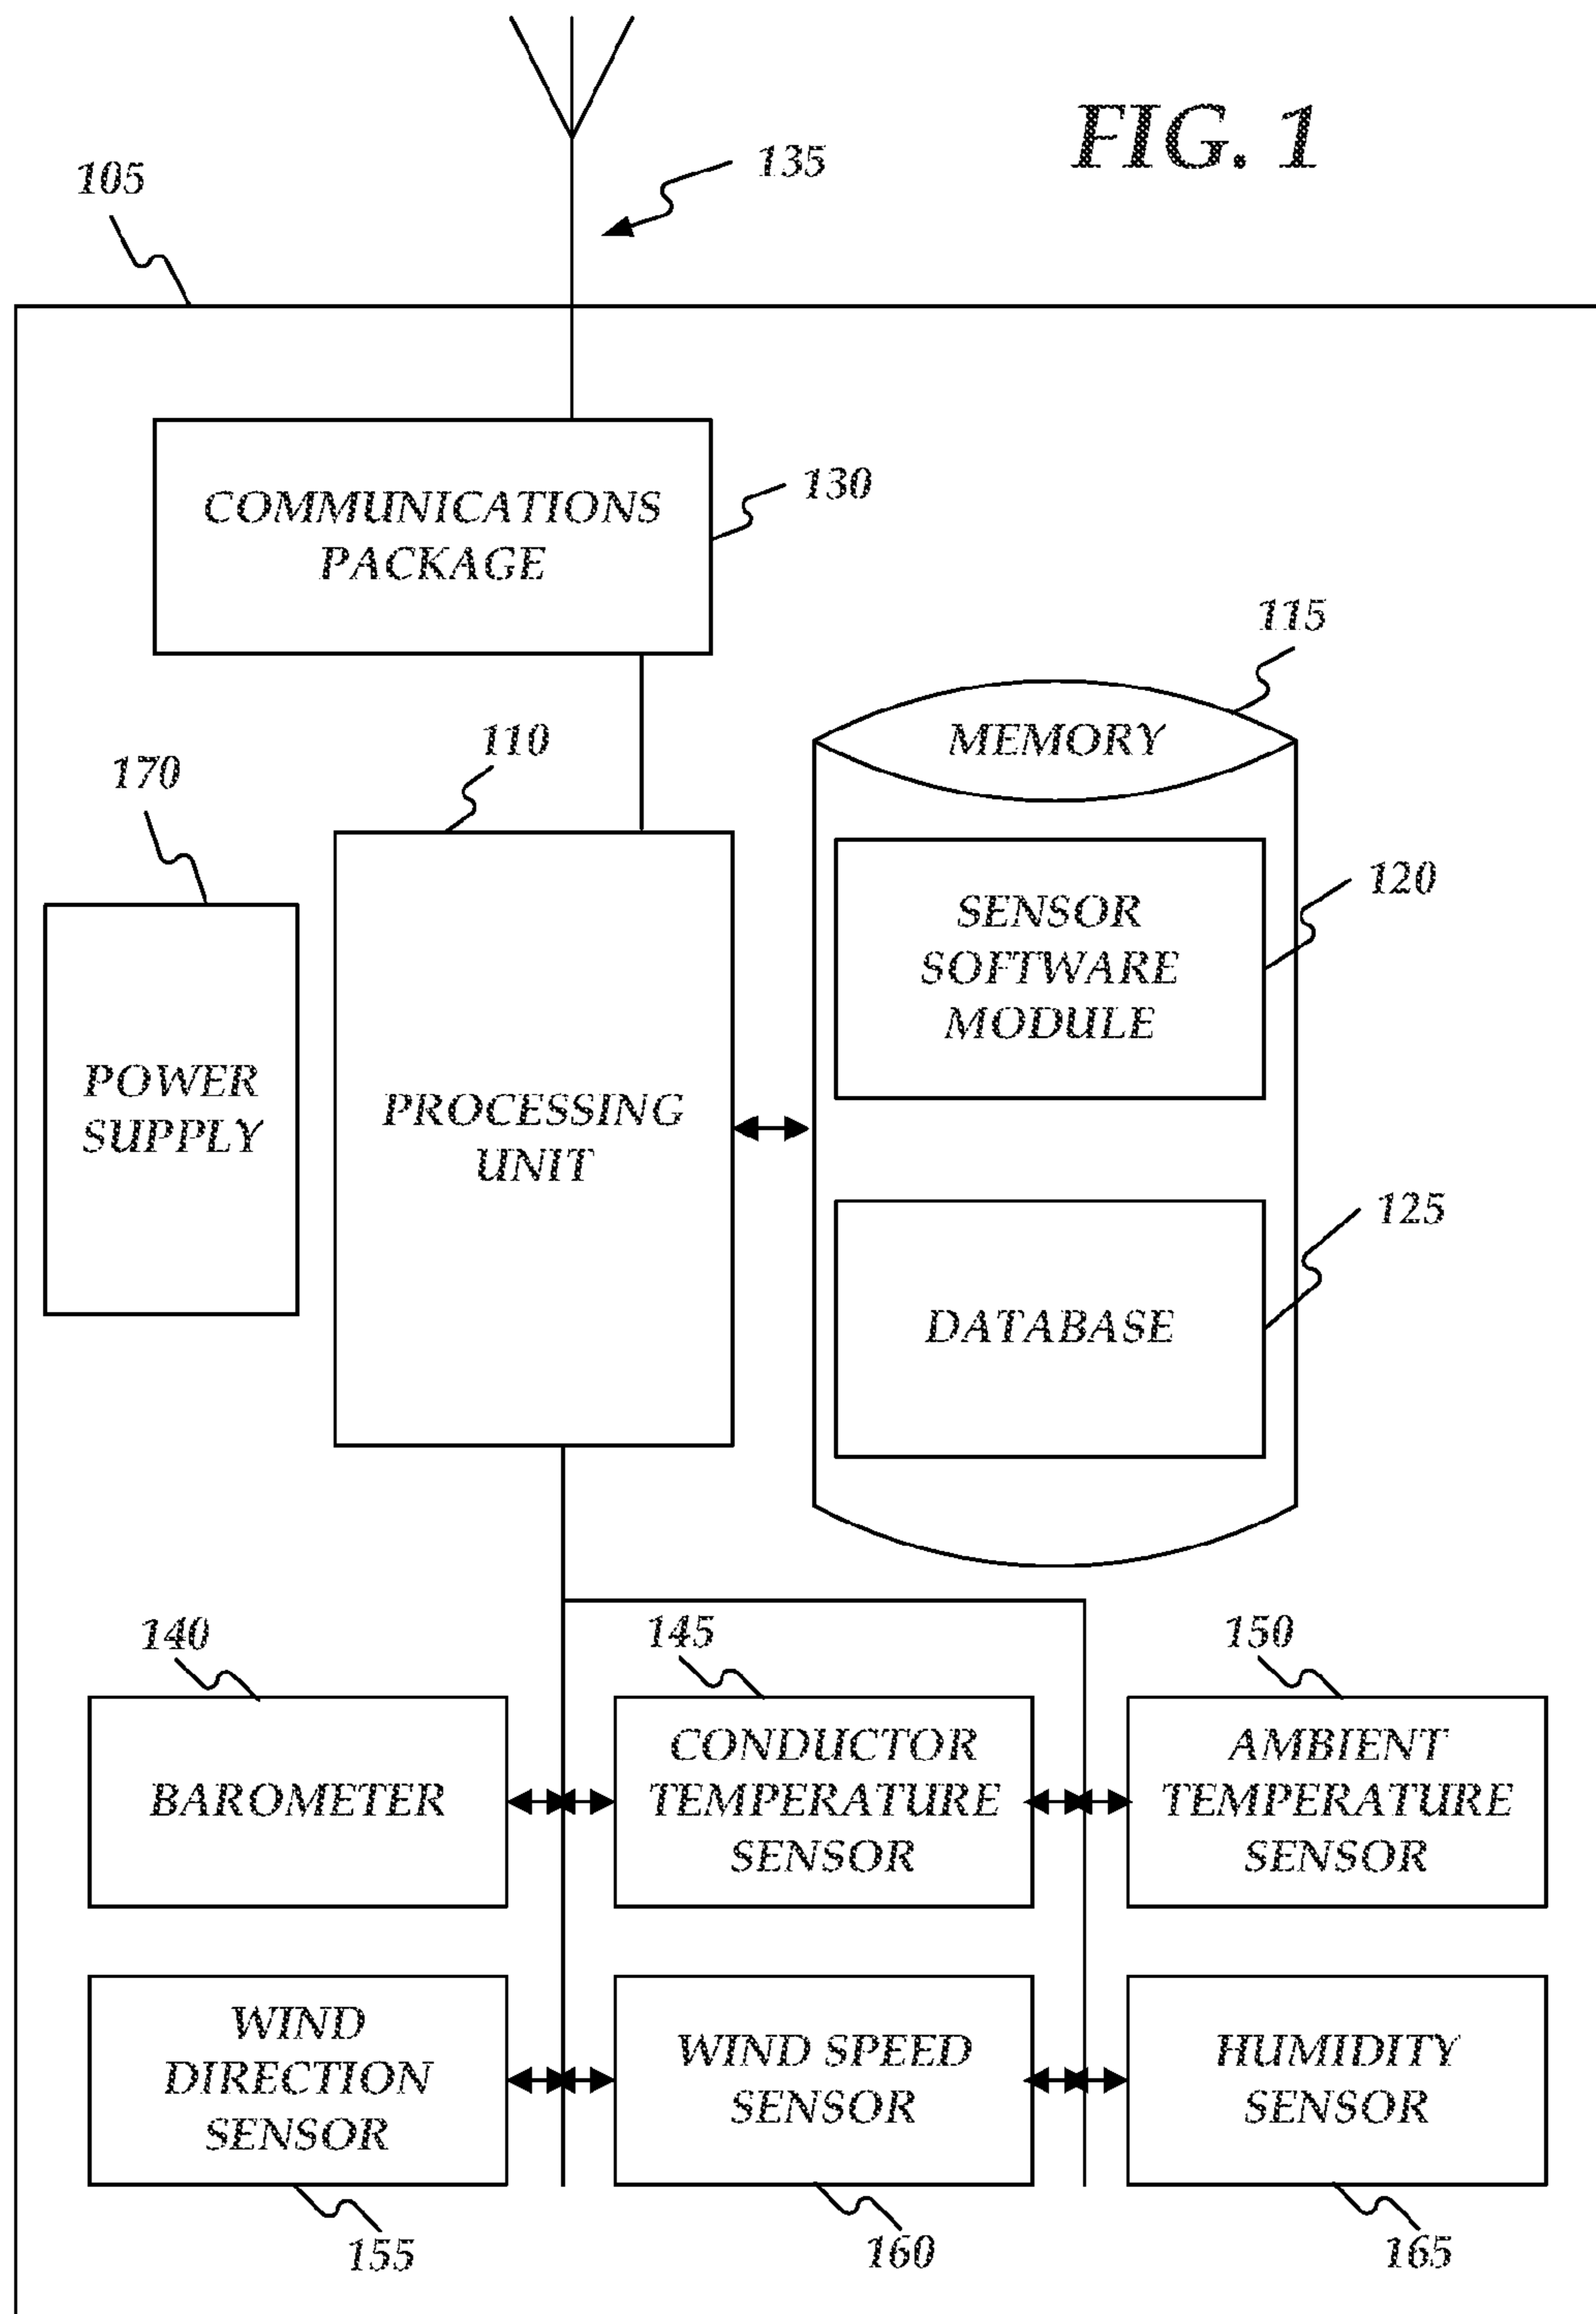 FIG. 1
135
105
COMMUNICATIONS
PACKAGE
130
115
MEMORY
110
170
SENSOR
SOFTWARE
MODULE
120
POWER
SUPPLY
PROCESSING
UNIT
DATABASE
125
140
145
150
BAROMETER
CONDUCTOR
TEMPERATURE
SENSOR
AMBIENT
TEMPERATURE
SENSOR
WIND
DIRECTION
SENSOR
WIND SPEED
SENSOR
HUMIDITY
SENSOR
155
160
165